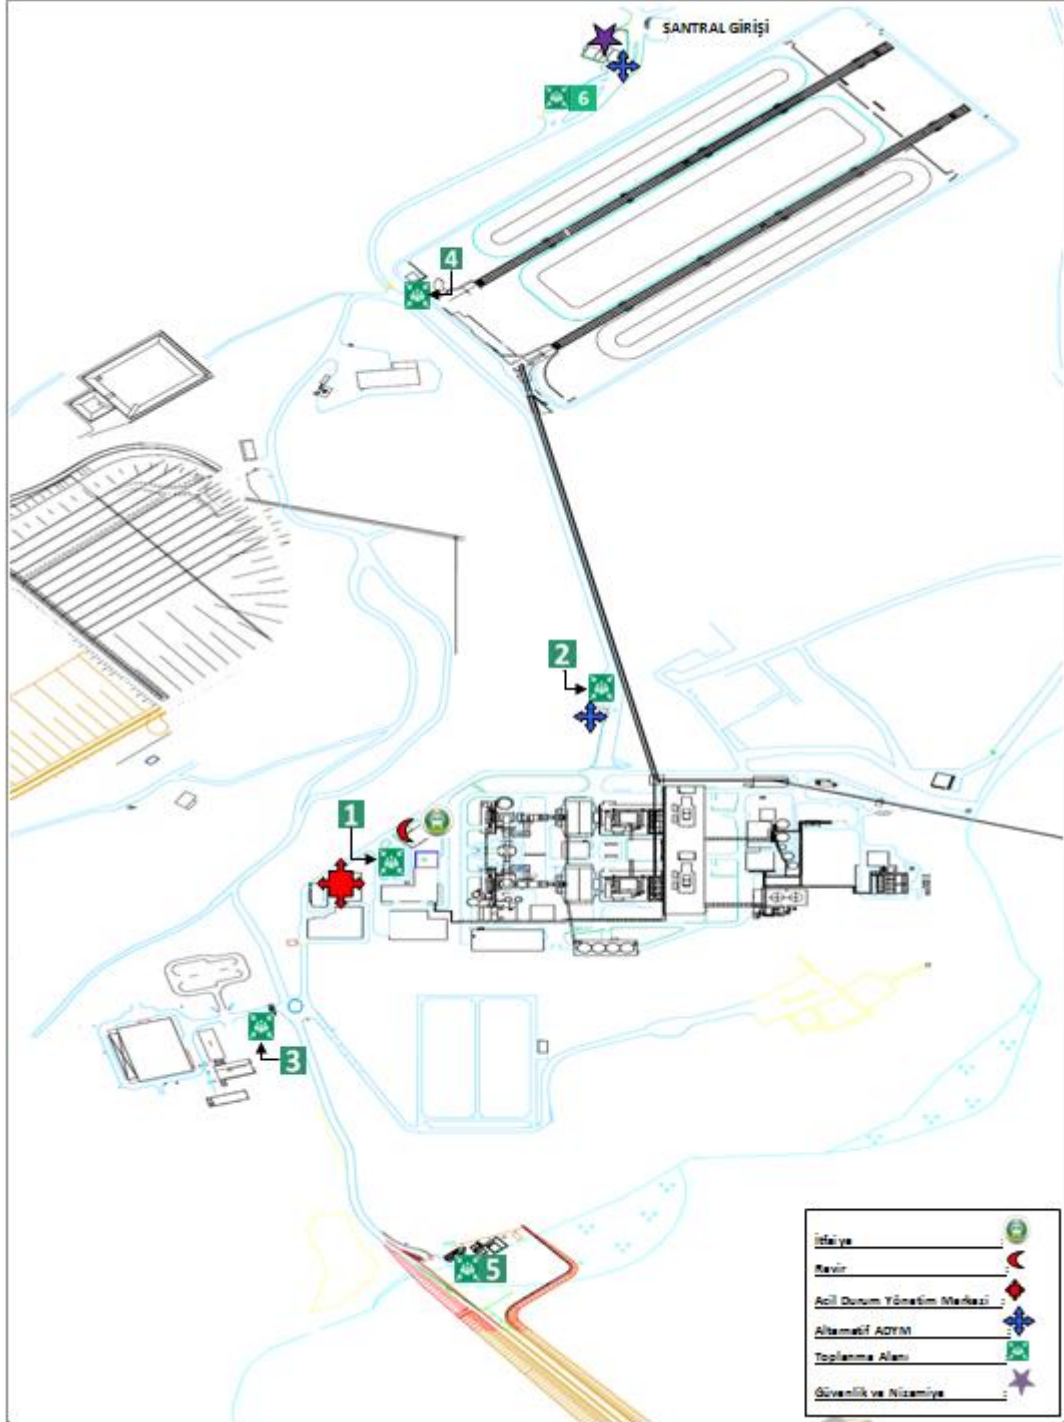 SANTRAL GİRİŞİ
6
4
2
1
3
5
İtfaiye :
Revir :
Acil Durum Yönetim Merkezi :
Alternatif ADYM :
Toplanma Alanı :
Güvenlik ve Nizamiye :